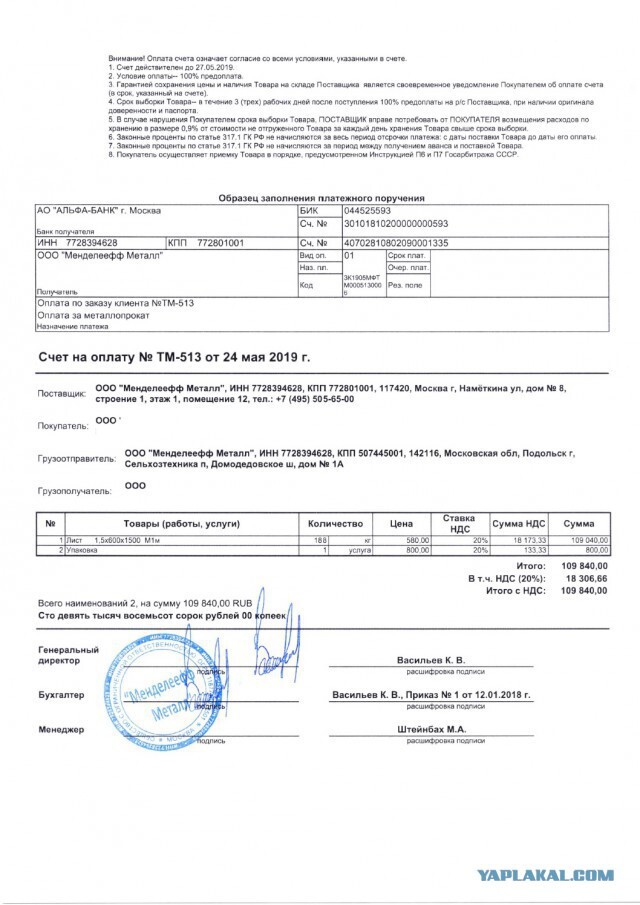 Внимание! Оплата счета означает согласие со всеми условиями, указанными в счете.
1. Счет действителен до 27.05.2019.
2. Условие оплаты-- 100% предоплата.
3. Гарантией сохранения цены и наличия Товара на складе Поставщика является своевременное уведомление Покупателем об оплате счета
(в срок, указанный на счете).
4. Срок выборки Товара-- в течение 3 (трех) рабочих дней после поступления 100% предоплаты на р/с Поставщика, при наличии оригинала
доверенности и паспорта.
5. В случае нарушения Покупателем срока выборки Товара, ПОСТАВЩИК вправе потребовать от ПОКУПАТЕЛЯ возмещения расходов по
хранению в размере 0,9% от стоимости не отгруженного Товара за каждый день хранения Товара свыше срока выборки.
6. Законные проценты по статье 317.1 ГК РФ не начисляются за весь период отсрочки платежа: с даты поставки Товара до даты его оплаты.
7. Законные проценты по статье 317.1 ГК РФ не начисляются за период между получением аванса и поставкой Товара.
8. Покупатель осуществляет приемку Товара в порядке, предусмотренном Инструкцией П6 и П7 Госарбитража СССР.
Образец заполнения платежного поручения
АО "АЛЬФА-БАНК" г. Москва БИК 044525593
Сч. № 30101810200000000593
Банк получателя
ИНН 7728394628 КПП 772801001 Сч. № 40702810802090001335
ООО "Менделеефф Металл" Вид оп. 01 Срок плат.
Наз. пл. Очер. плат.
Код ЗК1905МФТ М000513000 6 Рез. поле
Получатель
Оплата по заказу клиента №ТМ-513
Оплата за металлопрокат
Назначение платежа
Счет на оплату № ТМ-513 от 24 мая 2019 г.
Поставщик: ООО "Менделеефф Металл", ИНН 7728394628, КПП 772801001, 117420, Москва г, Намёткина ул, дом № 8,
строение 1, этаж 1, помещение 12, тел.: +7 (495) 505-65-00
Покупатель: ООО '
Грузоотправитель: ООО "Менделеефф Металл", ИНН 7728394628, КПП 507445001, 142116, Московская обл, Подольск г,
Сельхозтехника п, Домодедовское ш, дом № 1А
Грузополучатель: ООО
№ Товары (работы, услуги) Количество Цена Ставка НДС Сумма НДС Сумма
1 Лист 1,5х600х1500 М1м 188 кг 580,00 20% 18 173,33 109 040,00
2 Упаковка 1 услуга 800,00 20% 133,33 800,00
Итого: 109 840,00
В т.ч. НДС (20%): 18 306,66
Итого с НДС: 109 840,00
Всего наименований 2, на сумму 109 840,00 RUB
Сто девять тысяч восемьсот сорок рублей 00 копеек
Генеральный
директор Васильев К. В.
подпись расшифровка подписи
Бухгалтер Васильев К. В., Приказ № 1 от 12.01.2018 г.
подпись расшифровка подписи
Менеджер Штейнбах М.А.
подпись расшифровка подписи
"Менделеефф
Металл"
МОСКВА
YAPLAKAL.COM